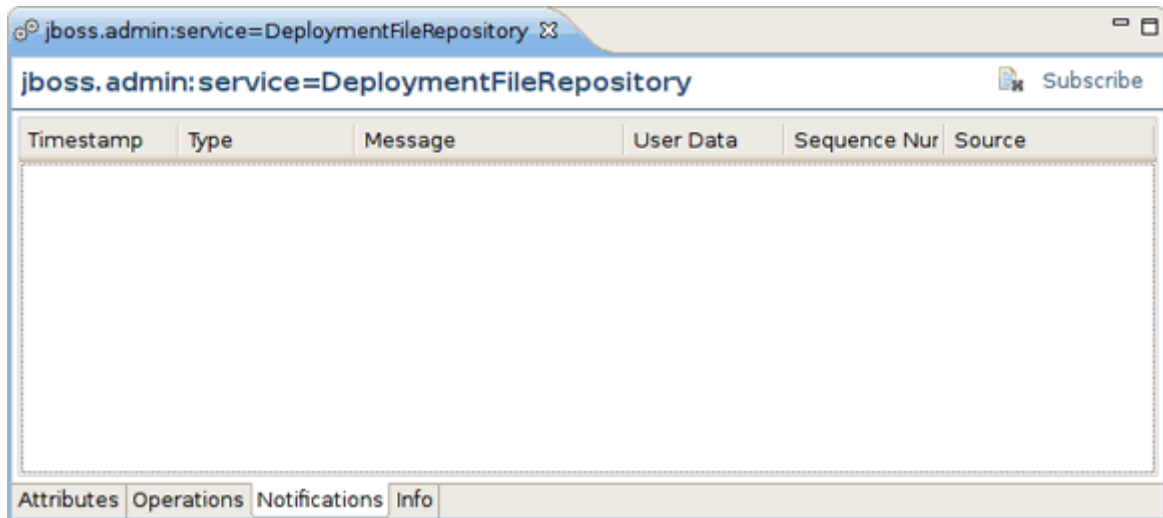 jboss.admin:service=DeploymentFileRepository
jboss.admin:service=DeploymentFileRepository Subscribe
Timestamp Type Message User Data Sequence Nur Source
Attributes Operations Notifications Info